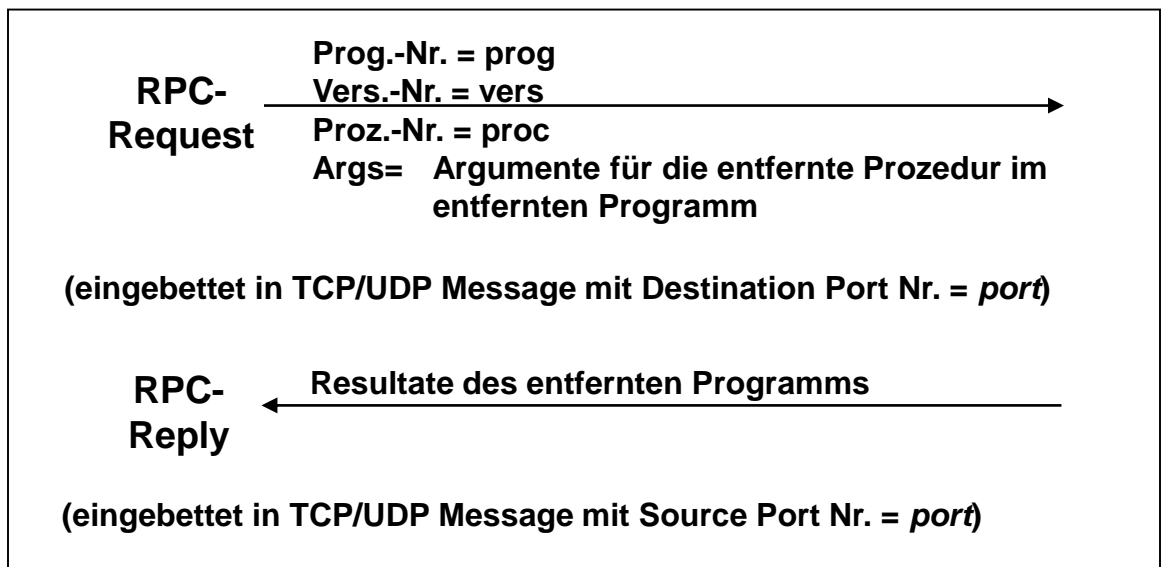 Prog.-Nr. = prog
RPC-
Request
Vers.-Nr. = vers
Proz.-Nr. = proc
Args= Argumente für die entfernte Prozedur im
entfernten Programm
(eingebettet in TCP/UDP Message mit Destination Port Nr. = port)
RPC-
Reply
Resultate des entfernten Programms
(eingebettet in TCP/UDP Message mit Source Port Nr. = port)